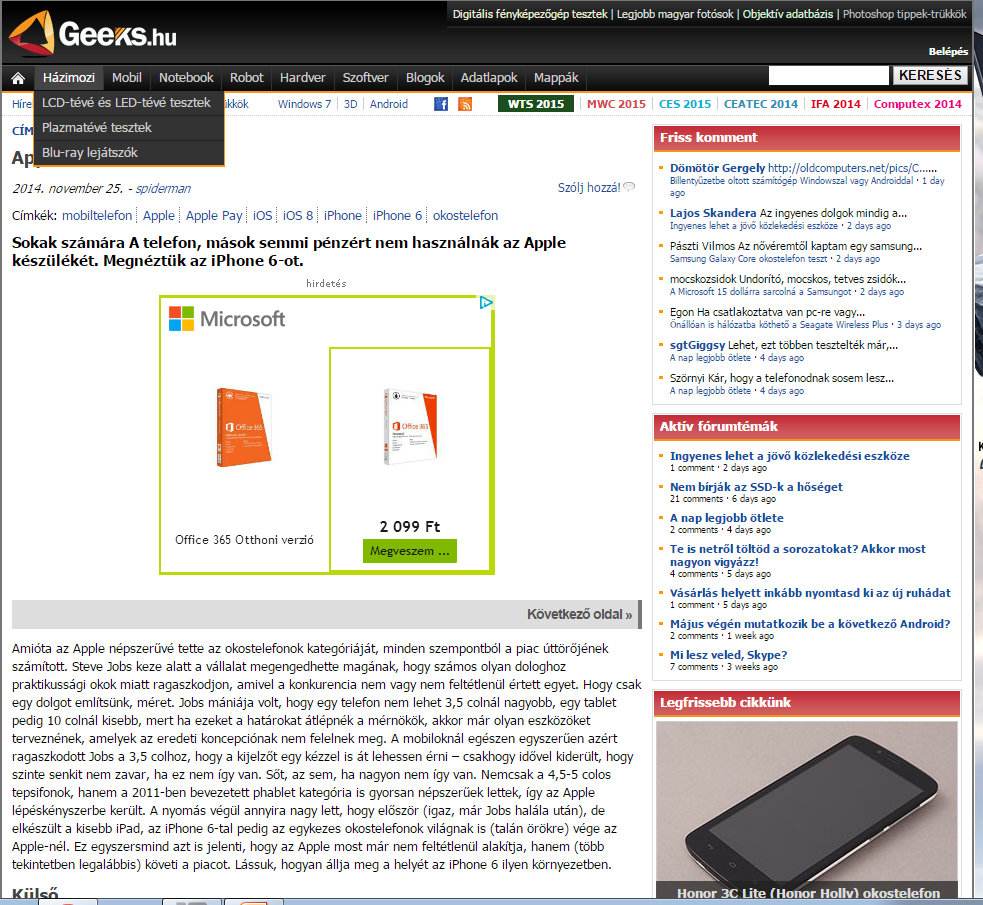 Digitális fényképezőgép tesztek | Legjobb magyar fotósok | Objektív adatbázis | Photoshop tippek-trükkök
Geeks.hu
Belépés
Házimozi Mobil Notebook Robot Hardver Szoftver Blogok Adatlapok Mappák KERESÉS
LCD-tévé és LED-tévé tesztek
Plazmatévé tesztek
Blu-ray lejátszók
Windows 7 3D Android WTS 2015 MWC 2015 CES 2015 CEATEC 2014 IFA 2014 Computex 2014
2014. november 25. - spiderman
Szólj hozzá!
Címkék: mobiltelefon Apple Apple Pay iOS iOS 8 iPhone iPhone 6 okostelefon
Sokak számára A telefon, mások semmi pénzért nem használnák az Apple
készülékét. Megnéztük az iPhone 6-ot.
hirdetés
Microsoft
Office 365
Office 365
Office 365 Otthoni verzió
2 099 Ft
Megveszem ...
Következő oldal »
Amióta az Apple népszerűvé tette az okostelefonok kategóriáját, minden szempontból a piac úttörőjének
számított. Steve Jobs keze alatt a vállalat megengedhette magának, hogy számos olyan dologhoz
praktikussági okok miatt ragaszkodjon, amivel a konkurencia nem vagy nem feltétlenül értett egyet. Hogy csak
egy dolgot említsünk, méret. Jobs mániája volt, hogy egy telefon nem lehet 3,5 colnál nagyobb, egy tablet
pedig 10 colnál kisebb, mert ha ezeket a határokat átlépnék a mérnökök, akkor már olyan eszközöket
terveznének, amelyek az eredeti koncepciónak nem felelnek meg. A mobiloknál egészen egyszerűen azért
ragaszkodott Jobs a 3,5 colhoz, hogy a kijelzőt egy kézzel is át lehessen érni – csakhogy idővel kiderült, hogy
szinte senkit nem zavar, ha ez nem így van. Sőt, az sem, ha nagyon nem így van. Nemcsak a 4,5-5 colos
tepsifonok, hanem a 2011-ben bevezetett phablet kategória is gyorsan népszerűek lettek, így az Apple
lépéskényszerbe került. A nyomás végül annyira nagy lett, hogy először (igaz, már Jobs halála után), de
elkészült a kisebb iPad, az iPhone 6-tal pedig az egykezes okostelefonok világnak is (talán örökre) vége az
Apple-nél. Ez egyszersmind azt is jelenti, hogy az Apple most már nem feltétlenül alakítja, hanem (több
tekintetben legalábbis) követi a piacot. Lássuk, hogyan állja meg a helyét az iPhone 6 ilyen környezetben.
Külső
Friss komment
Dömötör Gergely http://oldcomputers.net/pics/C......
Billentyűzetbe oltott számítógép Windowszal vagy Androiddal · 1 day
ago
Lajos Skandera Az ingyenes dolgok mindig a...
Ingyenes lehet a jövő közlekedési eszköze · 2 days ago
Pászti Vilmos Az nővéremtől kaptam egy samsung...
Samsung Galaxy Core okostelefon teszt · 2 days ago
mocskozsidok Undorító, mocskos, tetves zsidók...
A Microsoft 15 dollárra sarcolná a Samsungot · 2 days ago
Egon Ha csatlakoztatva van pc-re vagy...
Önállóan is hálózatba köthető a Seagate Wireless Plus · 3 days ago
sgtGiggsy Lehet, ezt többen tesztelték már,...
A nap legjobb ötlete · 4 days ago
Szörnyi Kár, hogy a telefonodnak sosem lesz...
A nap legjobb ötlete · 4 days ago
Aktív fórumtémák
Ingyenes lehet a jövő közlekedési eszköze
1 comment · 2 days ago
Nem bírják az SSD-k a hőséget
21 comments · 6 days ago
A nap legjobb ötlete
2 comments · 4 days ago
Te is netről töltöd a sorozatokat? Akkor most
nagyon vigyázz!
4 comments · 5 days ago
Vásárlás helyett inkább nyomtasd ki az új ruhádat
1 comment · 5 days ago
Május végén mutatkozik be a következő Android?
2 comments · 1 week ago
Mi lesz veled, Skype?
7 comments · 3 weeks ago
Legfrissebb cikkünk
Honor 3C Lite (Honor Holly) okostelefon